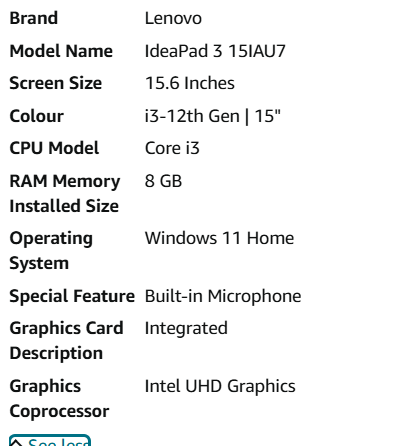 Brand Lenovo
Model Name IdeaPad 3 15IAU7
Screen Size 15.6 Inches
Colour i3-12th Gen | 15"
CPU Model Core i3
RAM Memory 8 GB
Installed Size
Operating Windows 11 Home
System
Special Feature Built-in Microphone
Graphics Card Integrated
Description
Graphics Intel UHD Graphics
Coprocessor
See less